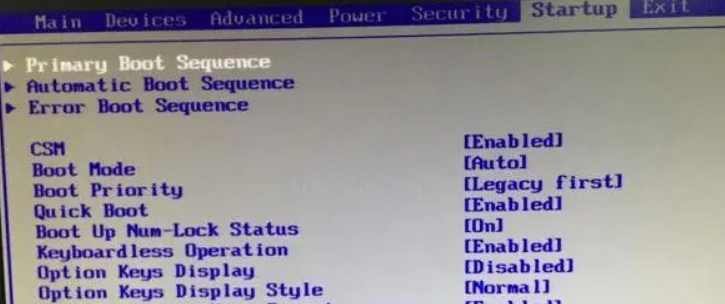 Main Devices Advanced Power Security Startup Exit
Primary Boot Sequence
Automatic Boot Sequence
Error Boot Sequence
CSM [Enabled]
Boot Mode [Auto]
Boot Priority [Legacy first]
Quick Boot [Enabled]
Boot Up Num-Lock Status [On]
Keyboardless Operation [Enabled]
Option Keys Display [Disabled]
Option Keys Display Style [Normal]